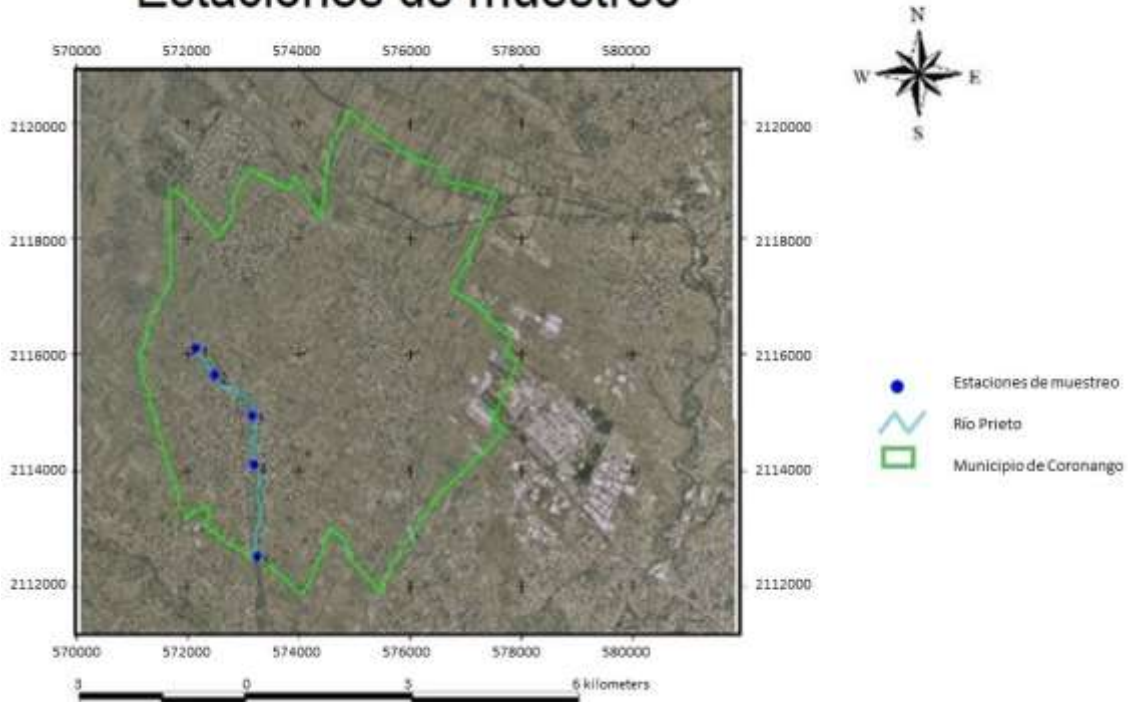 Estaciones de muestreo
N
W E
S
570000 572000 574000 576000 578000 580000
2120000 2120000
2118000 2118000
2116000 2116000
2114000 2114000
2112000 2112000
570000 572000 574000 576000 578000 580000
Estaciones de muestreo
Río Prieto
Municipio de Coronango
3 0 3 6 kilometers